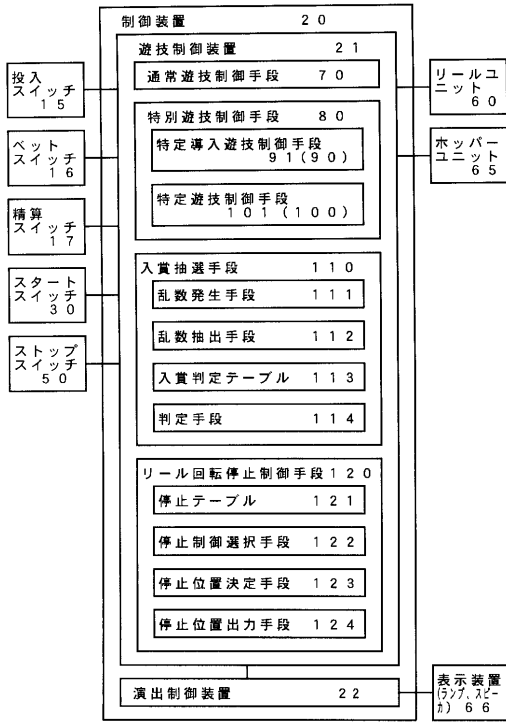 制御装置 20
遊技制御装置 21
通常遊技制御手段 70
特別遊技制御手段 80
特定導入遊技制御手段
91(90)
特定遊技制御手段
101(100)
入賞抽選手段 110
乱数発生手段 111
乱数抽出手段 112
入賞判定テーブル 113
判定手段 114
リール回転停止制御手段120
停止テーブル 121
停止制御選択手段 122
停止位置決定手段 123
停止位置出力手段 124
演出制御装置 22
投入
スイッチ
15
ベット
スイッチ
16
精算
スイッチ
17
スタート
スイッチ
30
ストップ
スイッチ
50
リールユ
ニット
60
ホッパー
ユニット
65
表示装置
(ランプ、スピー
カ) 66